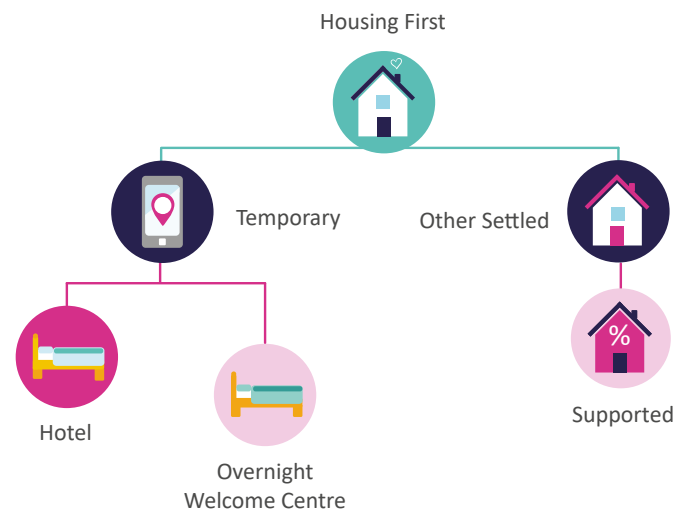 Housing First
Temporary
Other Settled
%
Hotel
Supported
Overnight
Welcome Centre